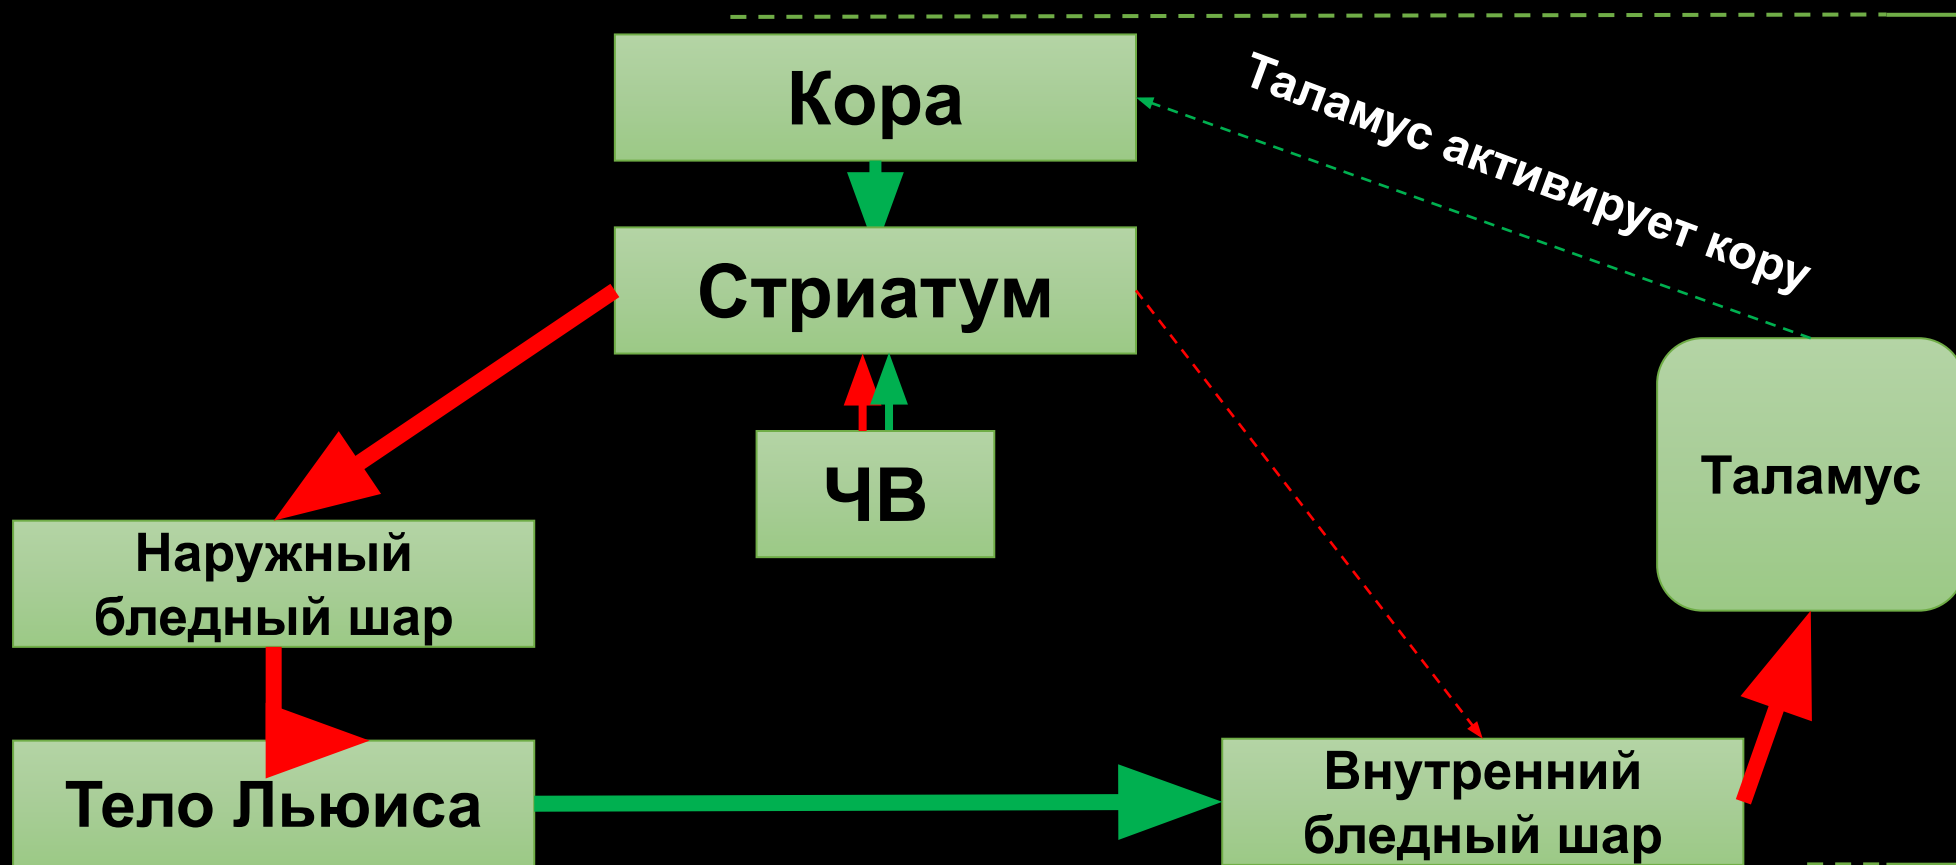 Кора
Таламус активирует кору
Стриатум
ЧВ
Таламус
Наружный
бледный шар
Тело Льюиса
Внутренний
бледный шар